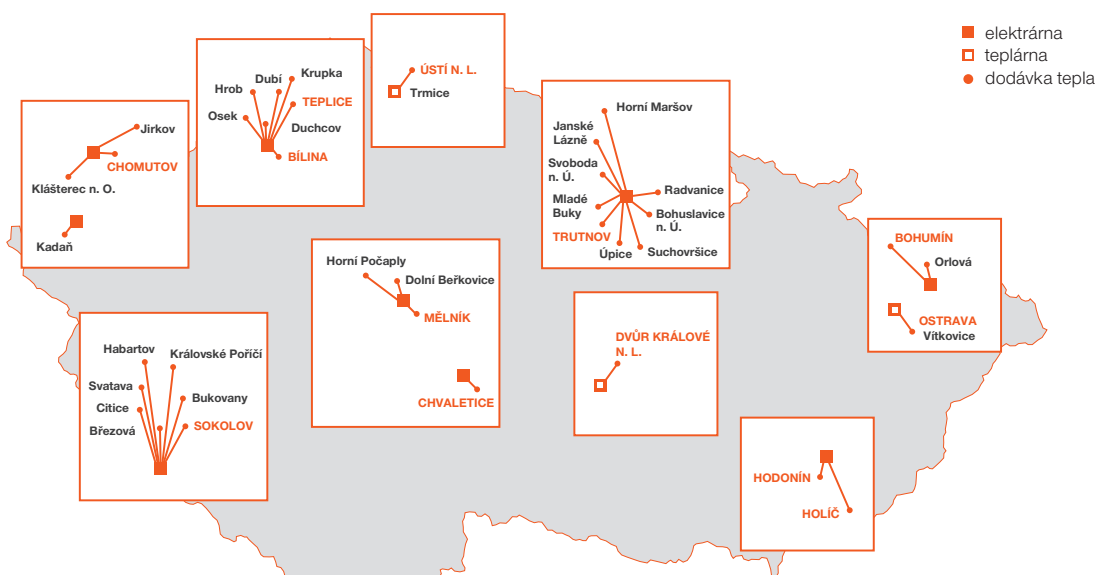 elektrárna
teplárna
dodávka tepla
ÚSTÍ N. L.
Trmice
Krupka
Dubí
Hrob
TEPLICE
Osek
Duchcov
BÍLINA
Jirkov
CHOMUTOV
Klášterec n. O.
Kadaň
Horní Maršov
Janské
Lázně
Svoboda
n. Ú.
Mladé
Buky
TRUTNOV
Úpice
Suchovršice
Radvanice
Bohuslavice
n. Ú.
BOHUMÍN
Orlová
OSTRAVA
Vítkovice
Horní Počaply
Dolní Beřkovice
MĚLNÍK
CHVALETICE
DVŮR KRÁLOVÉ
N. L.
Habartov
Královské Poříčí
Svatava
Citice
Březová
Bukovany
SOKOLOV
HODONÍN
HOLÍČ